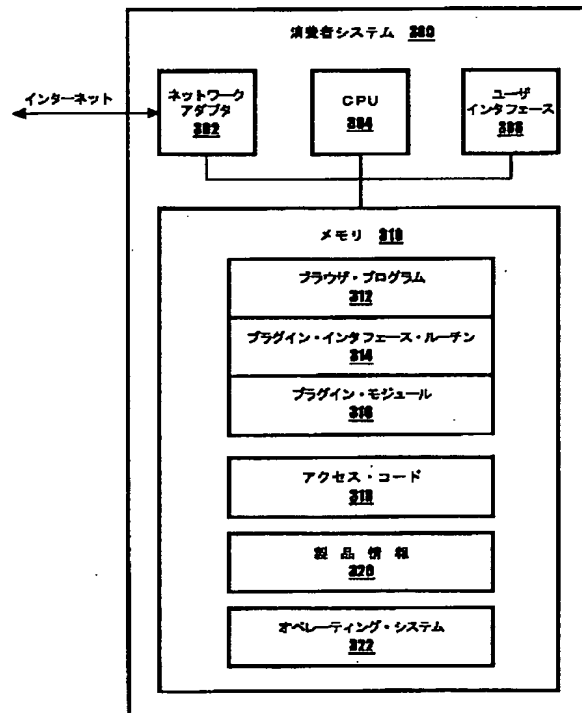 消費者システム 300
インターネット
ネットワーク
アダプタ
302
CPU
304
ユーザ
インタフェース
306
メモリ 310
ブラウザ・プログラム
312
プラグイン・インタフェース・ルーチン
314
プラグイン・モジュール
316
アクセス・コード
318
製品情報
320
オペレーティング・システム
322